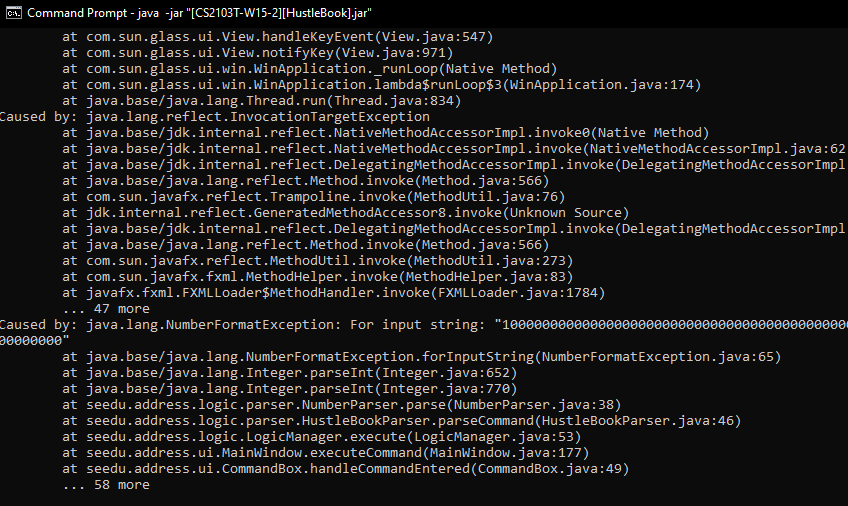 Command Prompt - java -jar "[CS2103T-W15-2][HustleBook].jar"
at com.sun.glass.ui.View.handleKeyEvent(View.java:547)
at com.sun.glass.ui.View.notifyKey(View.java:971)
at com.sun.glass.ui.win.WinApplication._runLoop(Native Method)
at com.sun.glass.ui.win.WinApplication.lambda$runLoop$3(WinApplication.java:174)
at java.base/java.lang.Thread.run(Thread.java:834)
Caused by: java.lang.reflect.InvocationTargetException
at java.base/jdk.internal.reflect.NativeMethodAccessorImpl.invoke0(Native Method)
at java.base/jdk.internal.reflect.NativeMethodAccessorImpl.invoke(NativeMethodAccessorImpl.java:62
at java.base/jdk.internal.reflect.DelegatingMethodAccessorImpl.invoke(DelegatingMethodAccessorImpl
at java.base/java.lang.reflect.Method.invoke(Method.java:566)
at com.sun.javafx.reflect.Trampoline.invoke(MethodUtil.java:76)
at jdk.internal.reflect.GeneratedMethodAccessor8.invoke(Unknown Source)
at java.base/jdk.internal.reflect.DelegatingMethodAccessorImpl.invoke(DelegatingMethodAccessorImpl
at java.base/java.lang.reflect.Method.invoke(Method.java:566)
at com.sun.javafx.reflect.MethodUtil.invoke(MethodUtil.java:273)
at com.sun.javafx.fxml.MethodHelper.invoke(MethodHelper.java:83)
at javafx.fxml.FXMLLoader$MethodHandler.invoke(FXMLLoader.java:1784)
... 47 more
Caused by: java.lang.NumberFormatException: For input string: "1000000000000000000000000000000000000000000
00000000"
at java.base/java.lang.NumberFormatException.forInputString(NumberFormatException.java:65)
at java.base/java.lang.Integer.parseInt(Integer.java:652)
at java.base/java.lang.Integer.parseInt(Integer.java:770)
at seedu.address.logic.parser.NumberParser.parse(NumberParser.java:38)
at seedu.address.logic.parser.HustleBookParser.parseCommand(HustleBookParser.java:46)
at seedu.address.logic.LogicManager.execute(LogicManager.java:53)
at seedu.address.ui.MainWindow.executeCommand(MainWindow.java:177)
at seedu.address.ui.CommandBox.handleCommandEntered(CommandBox.java:49)
... 58 more